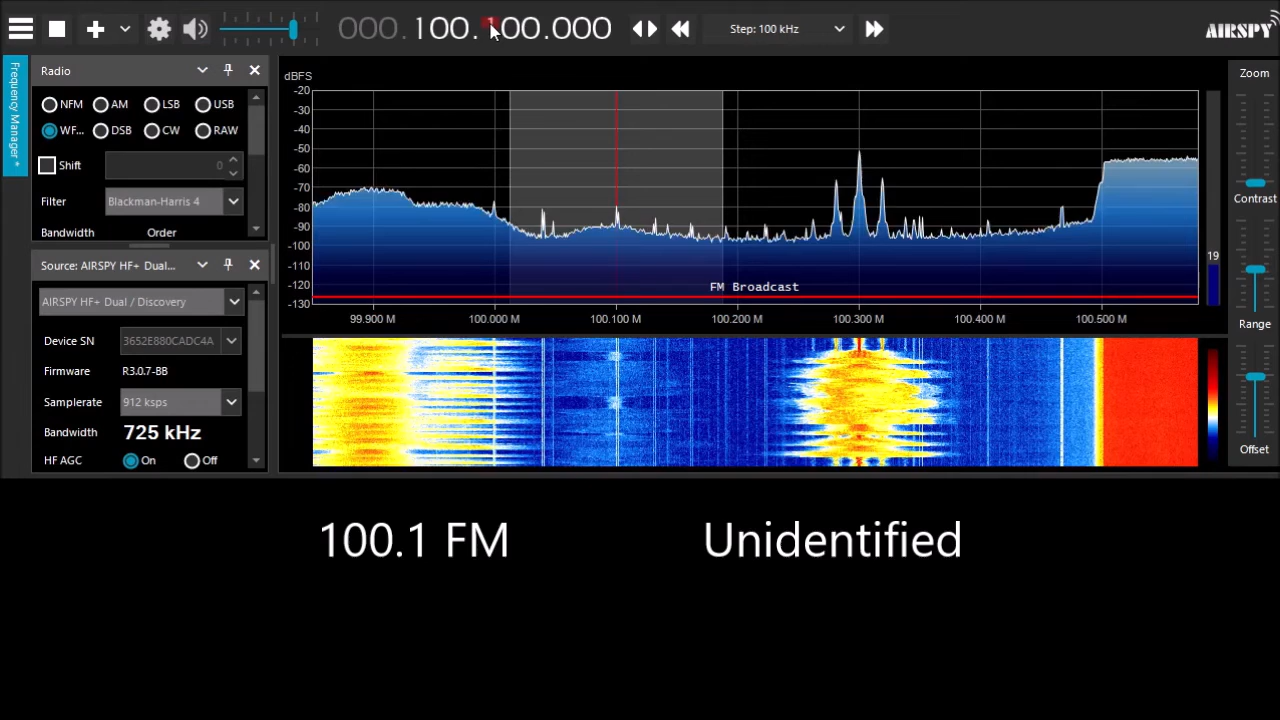 000.100.100.000
Step: 100 kHz
AIRSPY
Frequency Manager *
Radio
NFM AM LSB USB
WF... DSB CW RAW
Shift 0
Filter Blackman-Harris 4
Bandwidth Order
Source: AIRSPY HF+ Dual...
AIRSPY HF+ Dual / Discovery
Device SN 3652E880CADC4A
Firmware R3.0.7-BB
Samplerate 912 ksps
Bandwidth 725 kHz
HF AGC On Off
dBFS
-20
-30
-40
-50
-60
-70
-80
-90
-100
-110
-120
-130
FM Broadcast
99.900 M 100.000 M 100.100 M 100.200 M 100.300 M 100.400 M 100.500 M
19
Zoom
Contrast
Range
Offset
100.1 FM Unidentified